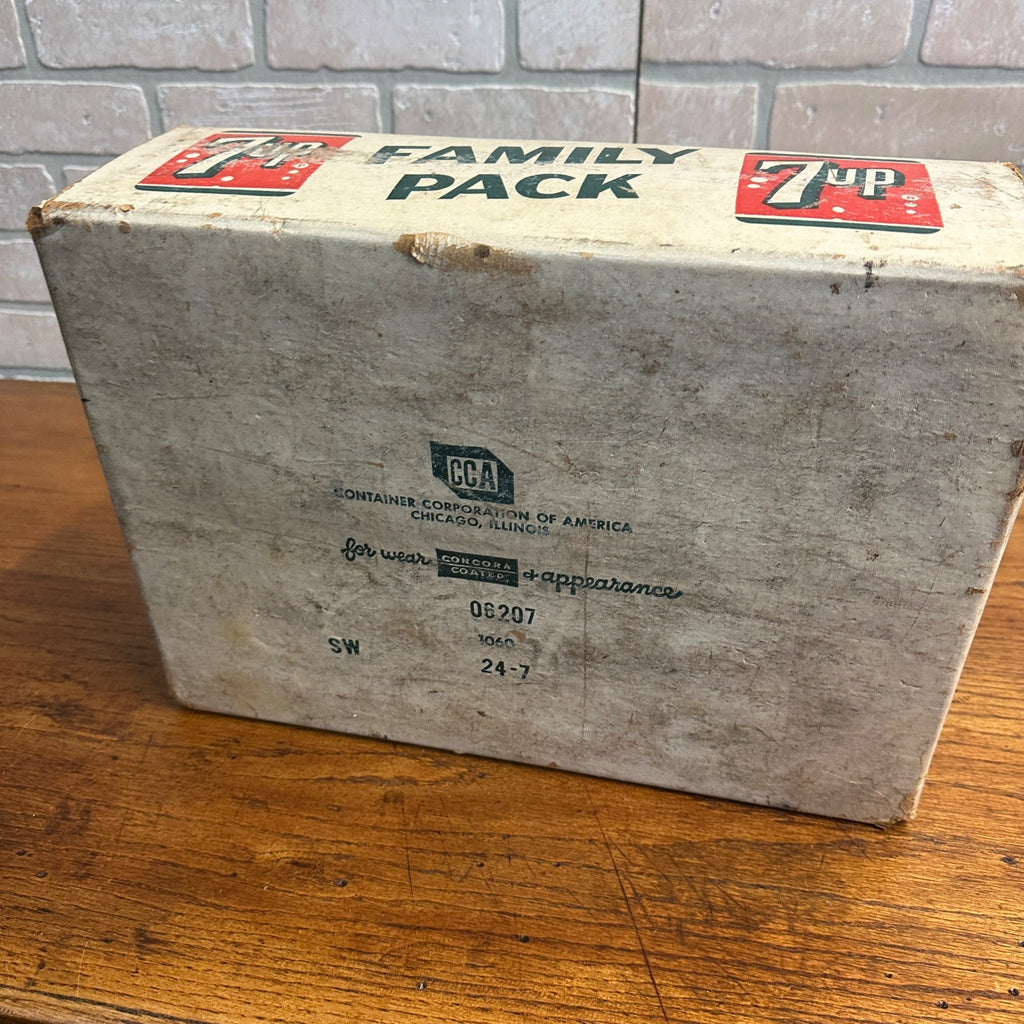 7up FAMILY PACK 7up
CCA
CONTAINER CORPORATION OF AMERICA
CHICAGO, ILLINOIS
for wear CONCORA COATED & appearance
06207
1060
SW 24-7